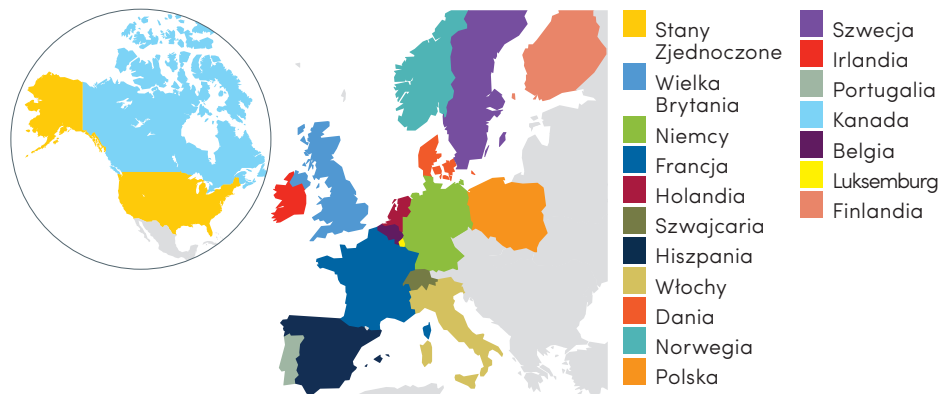 Stany
Zjednoczone
Wielka
Brytania
Niemcy
Francja
Holandia
Szwajcaria
Hiszpania
Włochy
Dania
Norwegia
Polska
Szwecja
Irlandia
Portugalia
Kanada
Belgia
Luksemburg
Finlandia